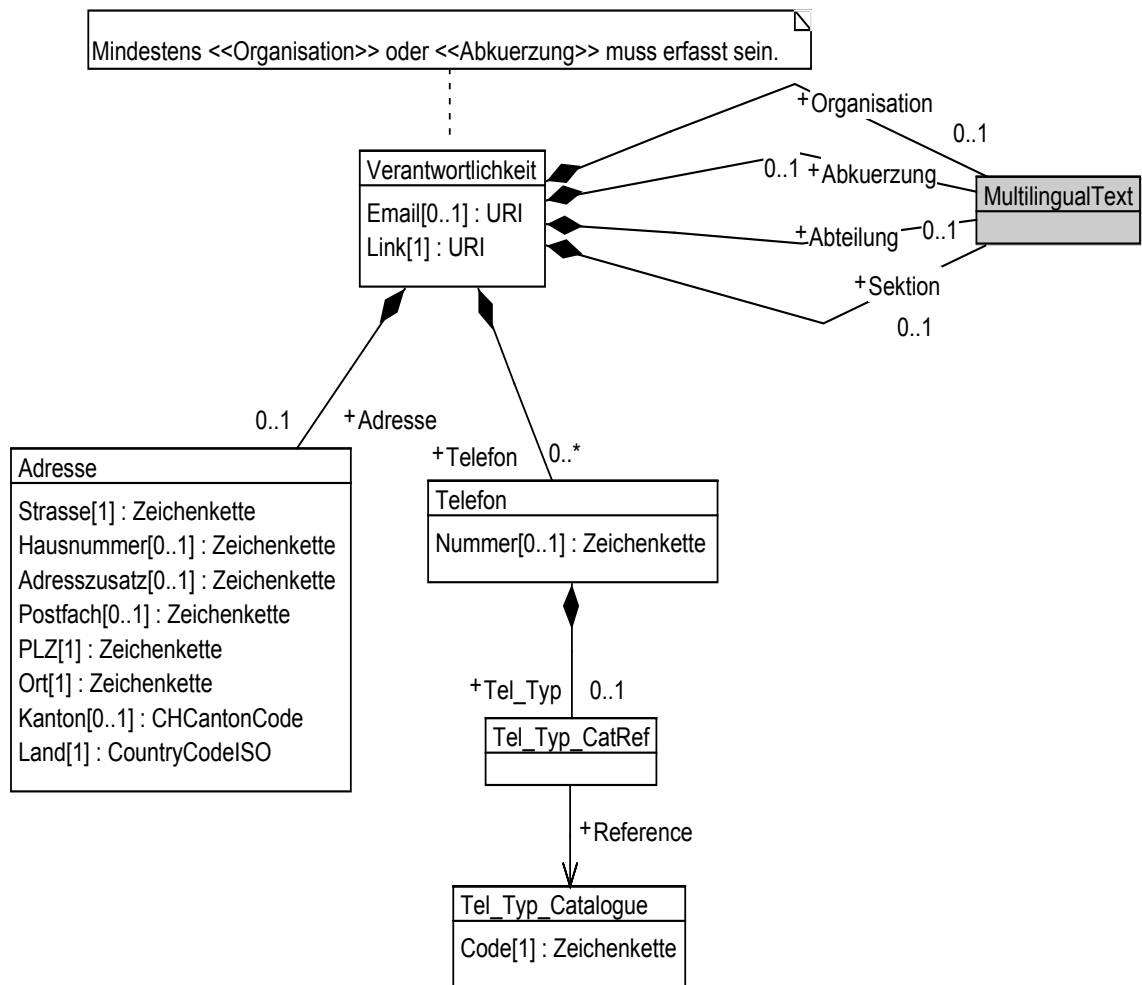 Mindestens <<Organisation>> oder <<Abkuerzung>> muss erfasst sein.
+Organisation
0..1
Verantwortlichkeit
Email[0..1] : URI
Link[1] : URI
0..1 +Abkuerzung
MultilingualText
+Abteilung 0..1
+Sektion
0..1
0..1 +Adresse
+Telefon 0..*
Adresse
Strasse[1] : Zeichenkette
Hausnummer[0..1] : Zeichenkette
Adresszusatz[0..1] : Zeichenkette
Postfach[0..1] : Zeichenkette
PLZ[1] : Zeichenkette
Ort[1] : Zeichenkette
Kanton[0..1] : CHCantonCode
Land[1] : CountryCodeISO
Telefon
Nummer[0..1] : Zeichenkette
+Tel_Typ 0..1
Tel_Typ_CatRef
+Reference
Tel_Typ_Catalogue
Code[1] : Zeichenkette